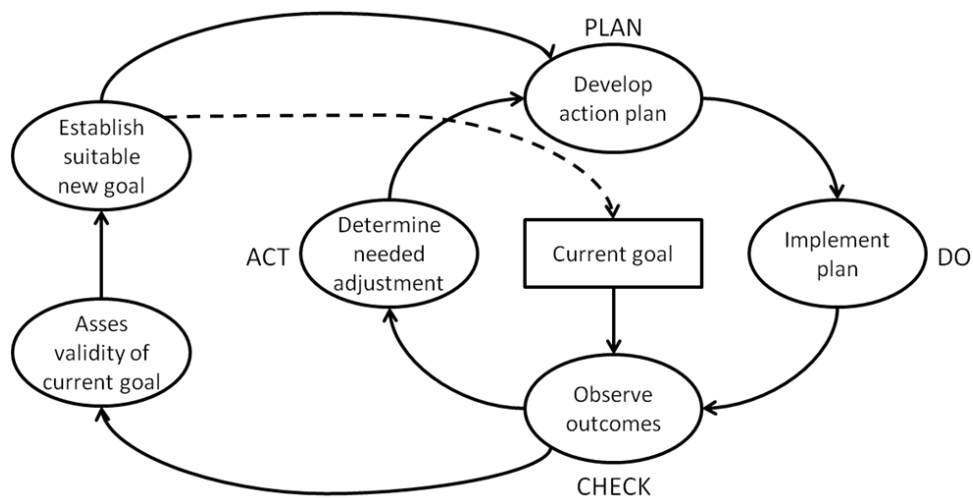 PLAN
Develop
action plan
Establish
suitable
new goal
ACT
Determine
needed
adjustment
Current goal
Implement
plan
DO
Asses
validity of
current goal
Observe
outcomes
CHECK